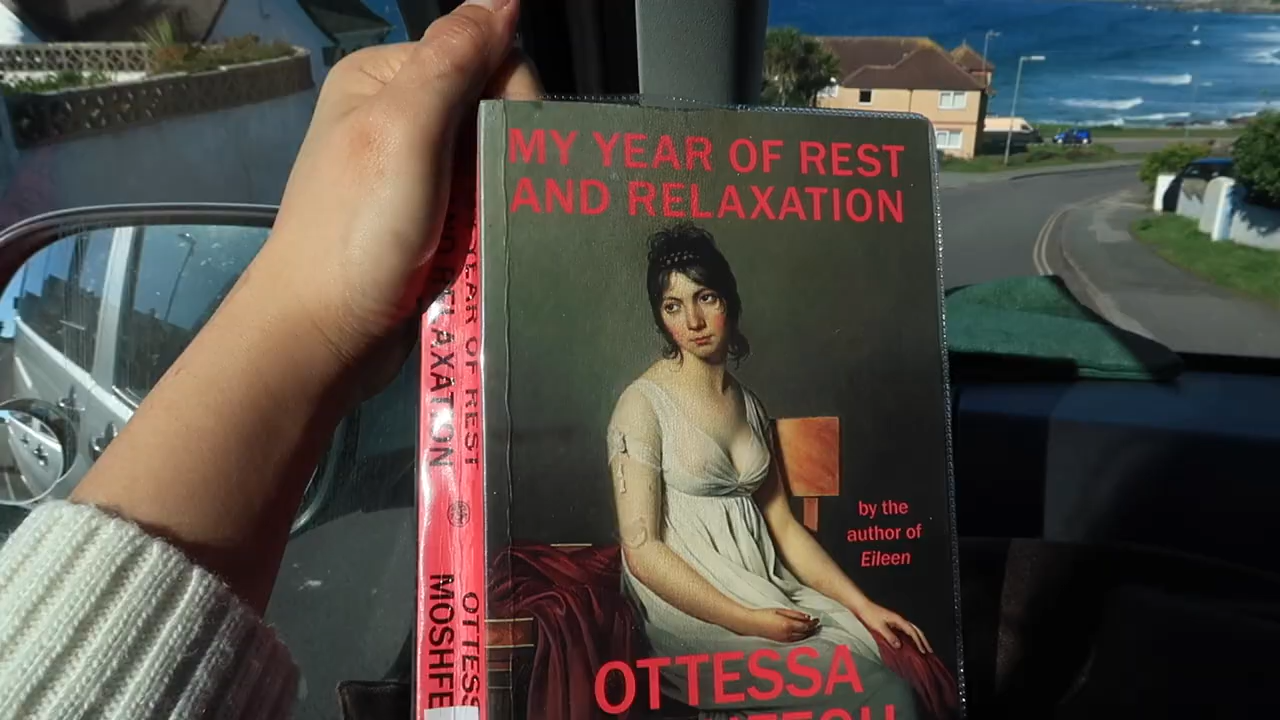 MY YEAR OF REST
AND RELAXATION
by the
author of
Eileen
OTTESSA
YEAR OF REST
RELAXATION
OTTESS
MOSHFE